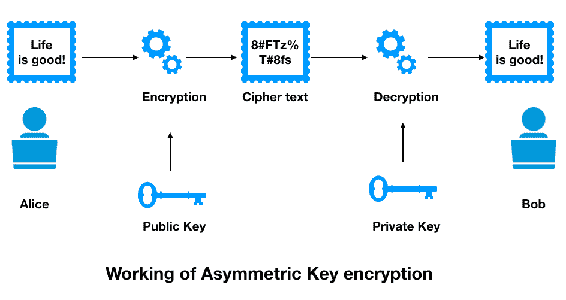 Life
is good!
8#FTz%
T#8fs
Life
is good!
Encryption
Cipher text
Decryption
Alice
Public Key
Private Key
Bob
Working of Asymmetric Key encryption